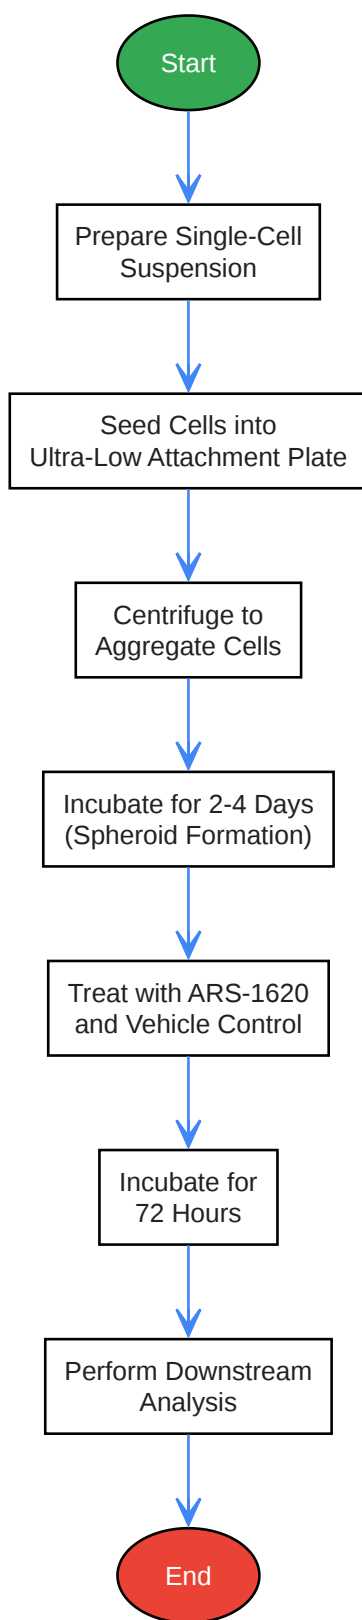 Start
Prepare Single-Cell
Suspension
Seed Cells into
Ultra-Low Attachment Plate
Centrifuge to
Aggregate Cells
Incubate for 2-4 Days
(Spheroid Formation)
Treat with ARS-1620
and Vehicle Control
Incubate for
72 Hours
Perform Downstream
Analysis
End